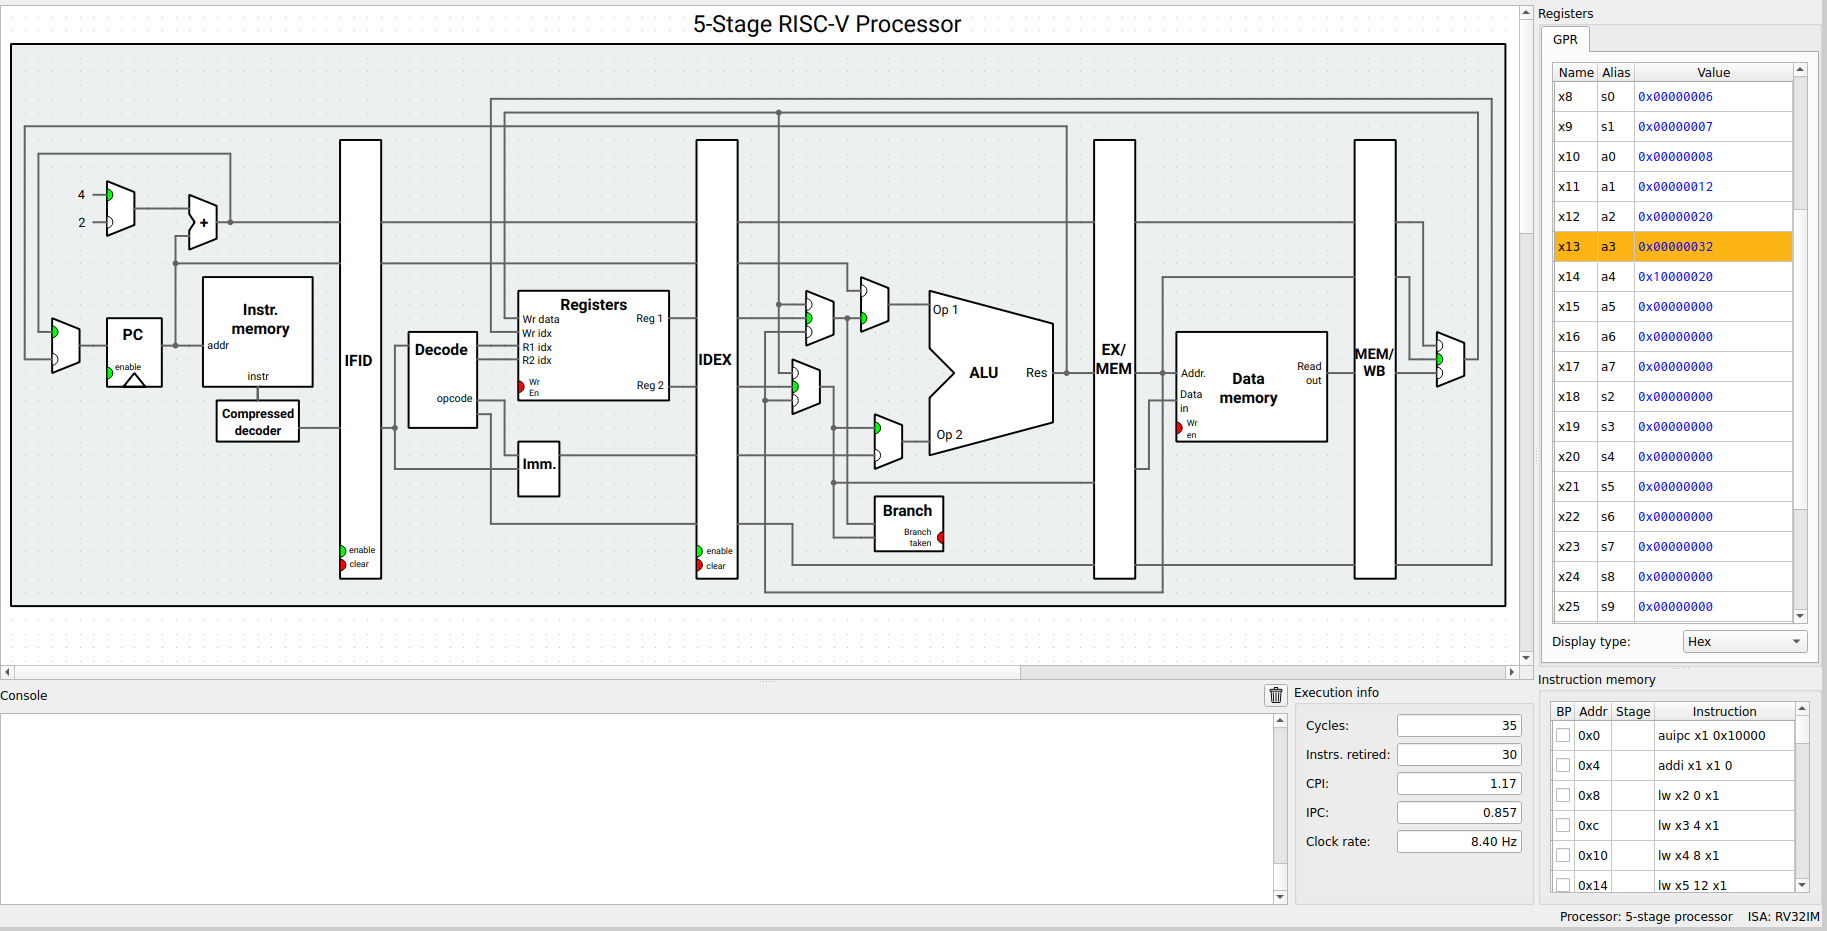 5-Stage RISC-V Processor
4
2
+
PC
enable
Instr.
memory
addr
instr
Compressed
decoder
IFID
enable
clear
Decode
opcode
Registers
Wr data
Wr idx
R1 idx
R2 idx
Wr
En
Reg 1
Reg 2
Imm.
IDEX
enable
clear
Op 1
ALU
Res
Op 2
Branch
Branch
taken
EX/
MEM
Addr.
Data
in
Wr
en
Data
memory
Read
out
MEM/
WB
Registers
GPR
Name Alias Value
x8 s0 0x00000006
x9 s1 0x00000007
x10 a0 0x00000008
x11 a1 0x00000012
x12 a2 0x00000020
x13 a3 0x00000032
x14 a4 0x10000020
x15 a5 0x00000000
x16 a6 0x00000000
x17 a7 0x00000000
x18 s2 0x00000000
x19 s3 0x00000000
x20 s4 0x00000000
x21 s5 0x00000000
x22 s6 0x00000000
x23 s7 0x00000000
x24 s8 0x00000000
x25 s9 0x00000000
Display type: Hex
Console
Execution info
Cycles: 35
Instrs. retired: 30
CPI: 1.17
IPC: 0.857
Clock rate: 8.40 Hz
Instruction memory
BP Addr Stage Instruction
0x0 auipc x1 0x10000
0x4 addi x1 x1 0
0x8 lw x2 0 x1
0xc lw x3 4 x1
0x10 lw x4 8 x1
0x14 lw x5 12 x1
Processor: 5-stage processor ISA: RV32IM